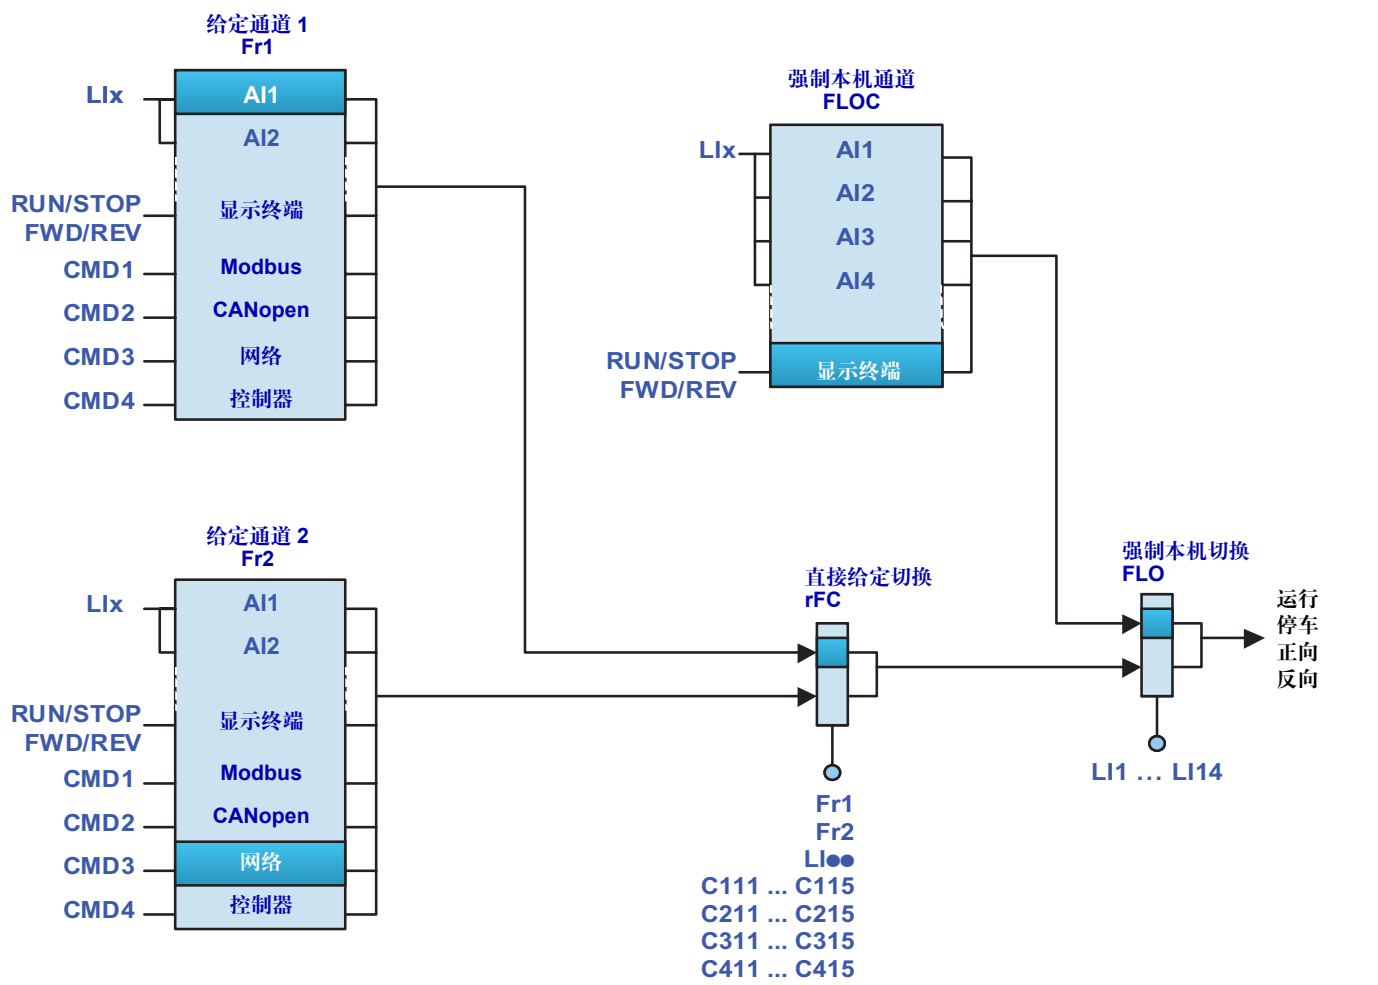 给定通道 1
Fr1
LIx
AI1
AI2
RUN/STOP
FWD/REV
显示终端
CMD1
Modbus
CMD2
CANopen
CMD3
网络
CMD4
控制器
强制本机通道
FLOC
LIx
AI1
AI2
AI3
AI4
RUN/STOP
FWD/REV
显示终端
给定通道 2
Fr2
LIx
AI1
AI2
RUN/STOP
FWD/REV
显示终端
CMD1
Modbus
CMD2
CANopen
CMD3
网络
CMD4
控制器
直接给定切换
rFC
Fr1
Fr2
LI●●
C111 ... C115
C211 ... C215
C311 ... C315
C411 ... C415
强制本机切换
FLO
LI1 ... LI14
运行
停车
正向
反向